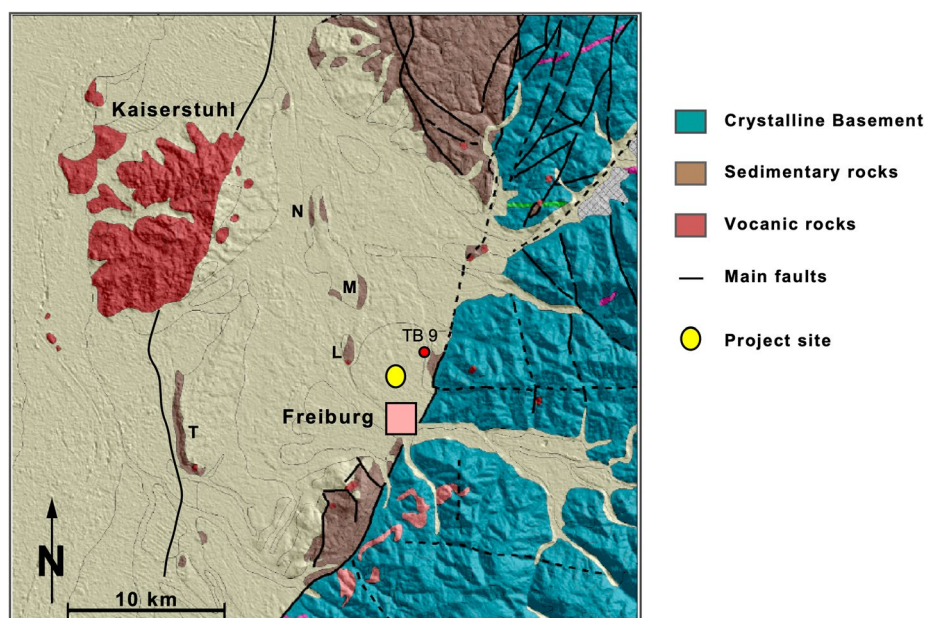 Kaiserstuhl
N
M
L
TB 9
Freiburg
T
N
10 km
Crystalline Basement
Sedimentary rocks
Vocanic rocks
Main faults
Project site